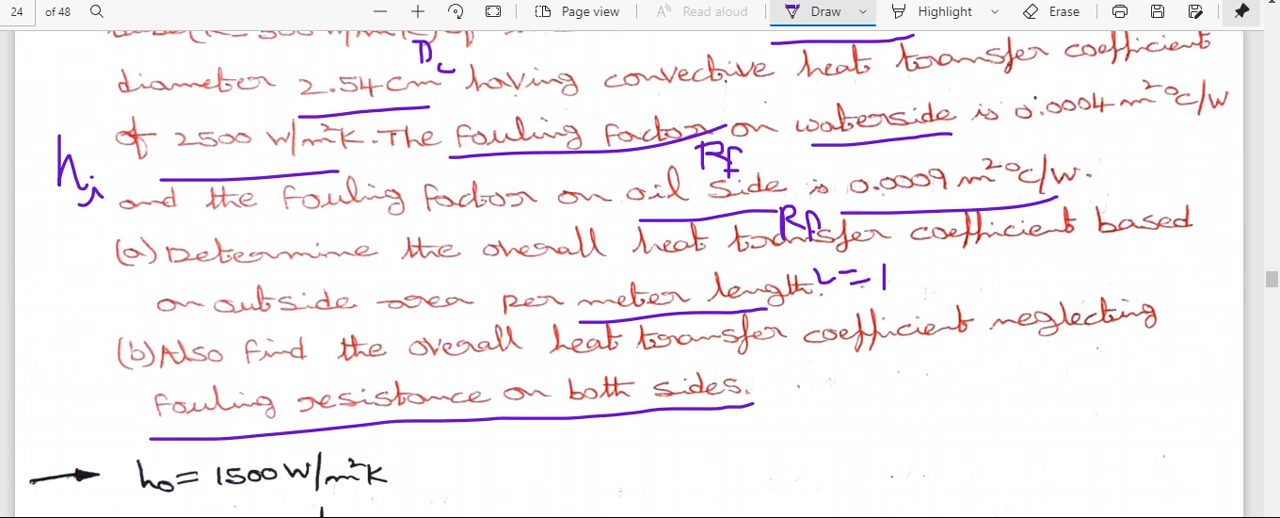 24 of 48 Page view Read aloud Draw Highlight Erase
Dc
diameter 2.54cm having convective heat transfer coefficient
of 2500 W/m²K. The fouling factor on waterside is 0.0004 m²°C/W
hi
Rf
and the fouling factor on oil side is 0.0009 m²°C/W.
Rf
(a) Determine the overall heat transfer coefficient based
on outside area per meter length. L=1
(b) Also find the overall heat transfer coefficient neglecting
fouling resistance on both sides.
→ ho = 1500 W/m²K